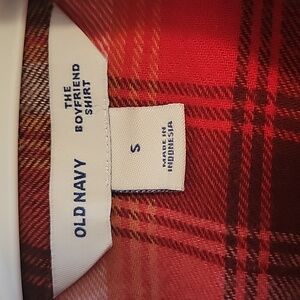 OLD NAVY
THE
BOYFRIEND
SHIRT
S
MADE IN
INDONESIA